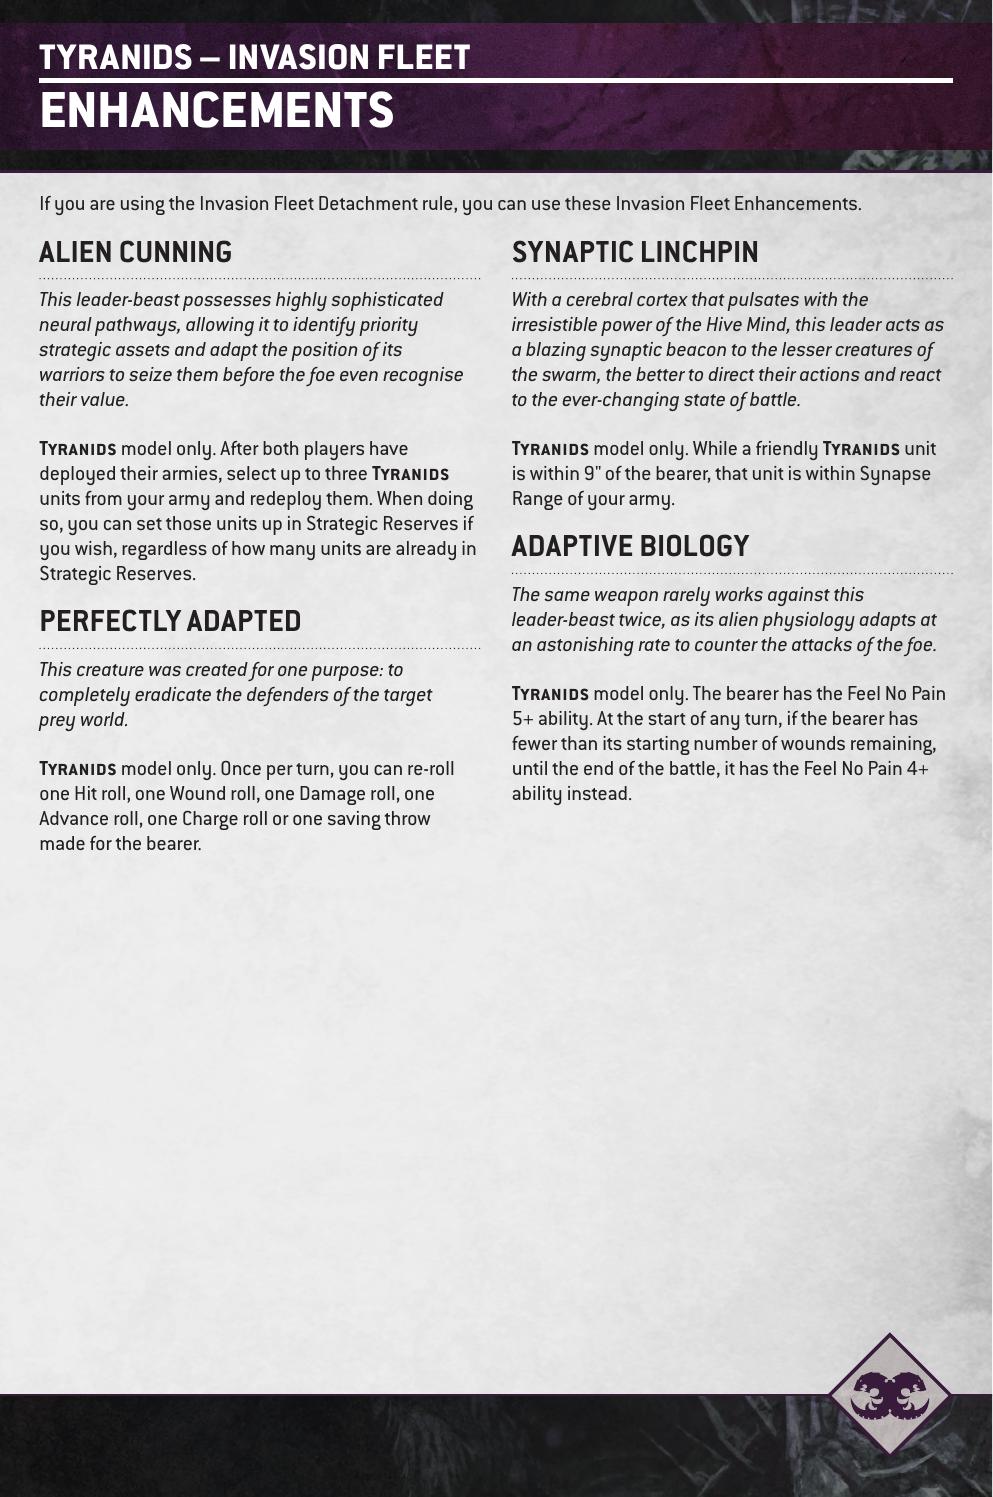 TYRANIDS – INVASION FLEET
ENHANCEMENTS
If you are using the Invasion Fleet Detachment rule, you can use these Invasion Fleet Enhancements.
ALIEN CUNNING
This leader-beast possesses highly sophisticated
neural pathways, allowing it to identify priority
strategic assets and adapt the position of its
warriors to seize them before the foe even recognise
their value.
TYRANIDS model only. After both players have
deployed their armies, select up to three TYRANIDS
units from your army and redeploy them. When doing
so, you can set those units up in Strategic Reserves if
you wish, regardless of how many units are already in
Strategic Reserves.
PERFECTLY ADAPTED
This creature was created for one purpose: to
completely eradicate the defenders of the target
prey world.
TYRANIDS model only. Once per turn, you can re-roll
one Hit roll, one Wound roll, one Damage roll, one
Advance roll, one Charge roll or one saving throw
made for the bearer.
SYNAPTIC LINCHPIN
With a cerebral cortex that pulsates with the
irresistible power of the Hive Mind, this leader acts as
a blazing synaptic beacon to the lesser creatures of
the swarm, the better to direct their actions and react
to the ever-changing state of battle.
TYRANIDS model only. While a friendly TYRANIDS unit
is within 9" of the bearer, that unit is within Synapse
Range of your army.
ADAPTIVE BIOLOGY
The same weapon rarely works against this
leader-beast twice, as its alien physiology adapts at
an astonishing rate to counter the attacks of the foe.
TYRANIDS model only. The bearer has the Feel No Pain
5+ ability. At the start of any turn, if the bearer has
fewer than its starting number of wounds remaining,
until the end of the battle, it has the Feel No Pain 4+
ability instead.